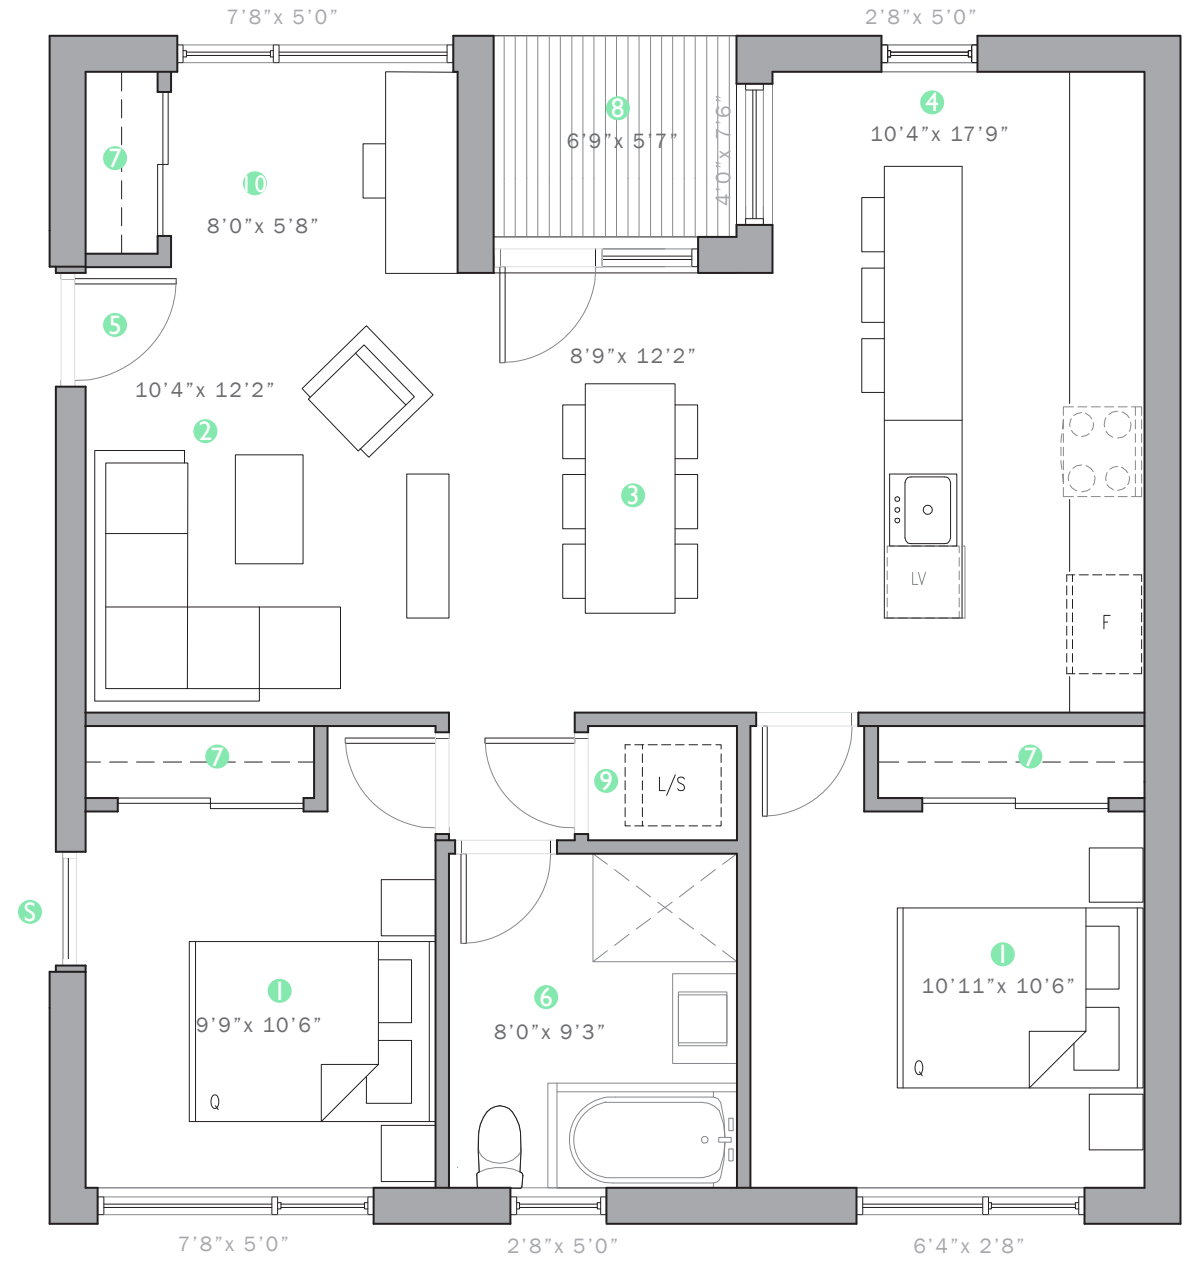 7’8”x 5’0”
2’8”x 5’0”
4
10’4”x 17’9”
8
6’9”x 5’7”
4’0”x 7’6”
7
10
8’0”x 5’8”
5
8’9”x 12’2”
10’4”x 12’2”
2
3
LV
F
7
9
L/S
7
S
1
9’9”x 10’6”
Q
6
8’0”x 9’3”
1
10’11”x 10’6”
Q
7’8”x 5’0”
2’8”x 5’0”
6’4”x 2’8”